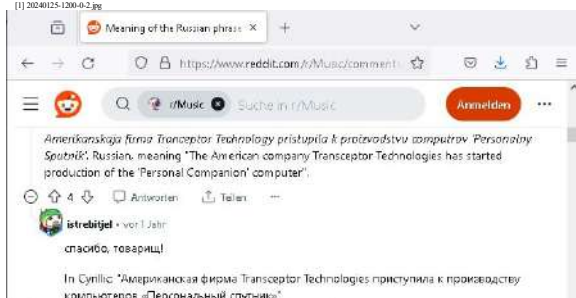 [1] 20240125-1200-0-2.jpg
Meaning of the Russian phrase
https://www.reddit.com/r/Music/comment
r/Music
Suche in r/Music
Anmelden
Amerikanskaja firma Tranceptor Technology pristupila k proizvodstvu computrov 'Personalny
Sputnik'. Russian, meaning "The American company Transceptor Technologies has started
production of the 'Personal Companion' computer".
4 Antworten Teilen
istrebitjel • vor 1 Jahr
спасибо, товарищ!
In Cyrillic: "Американская фирма Transceptor Technologies приступила к производству
компьютеров «Персональный спутник»"